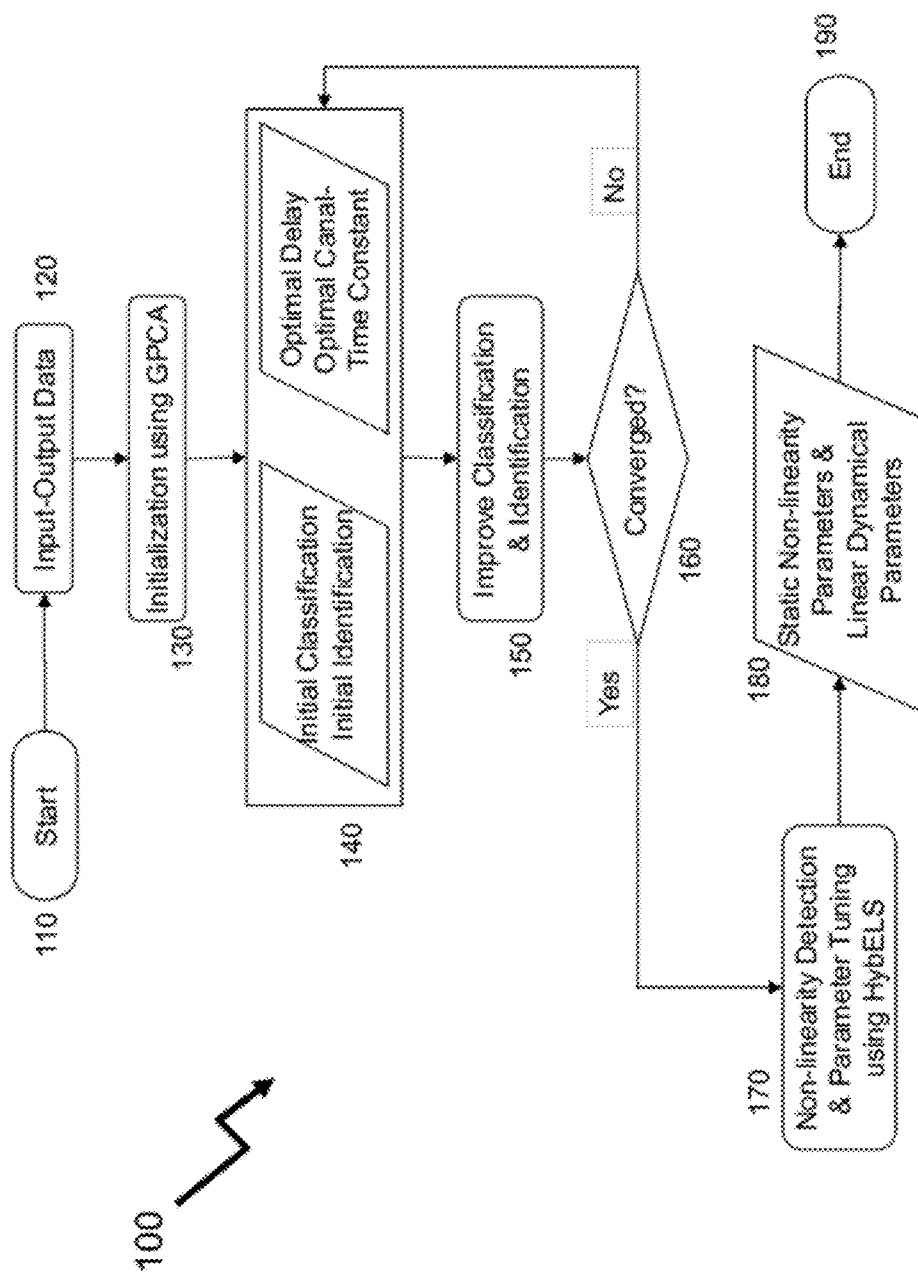 100
110
Start
Input-Output Data
120
Initialization using GPCA
130
Initial Classification
Initial Identification
Optimal Delay
Optimal Canal-
Time Constant
140
Improve Classification
& Identification
150
Converged?
160
Yes
No
170
Non-linearity Detection
& Parameter Tuning
using HybELS
180
Static Non-linearity
Parameters &
Linear Dynamical
Parameters
End
190